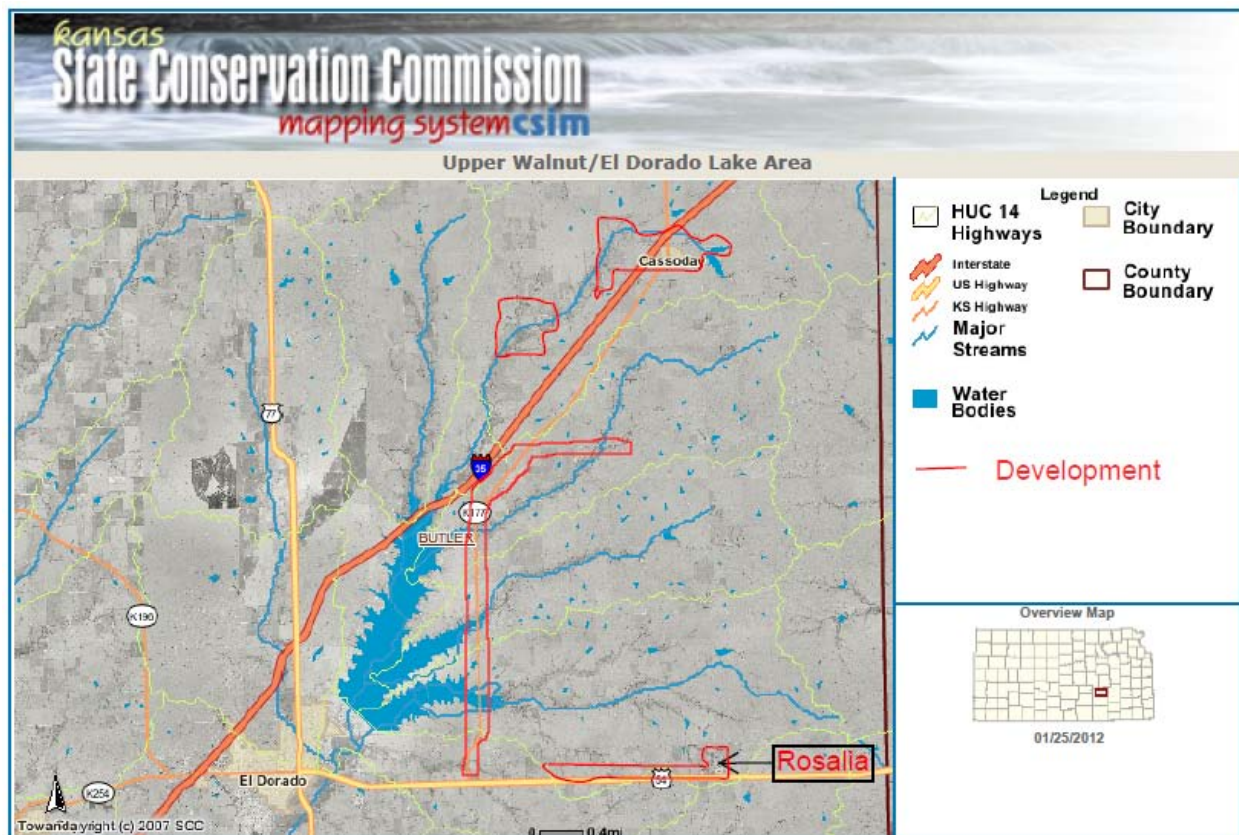 kansas
State Conservation Commission
mapping system csim
Upper Walnut/El Dorado Lake Area
Cassoday
77
35
K177
BUTLER
K196
El Dorado
K254
54
Rosalia
Towandayright (c) 2007 SCC
0 0.4mi
Legend
HUC 14
Highways
Interstate
US Highway
KS Highway
Major
Streams
Water
Bodies
City
Boundary
County
Boundary
Development
Overview Map
01/25/2012